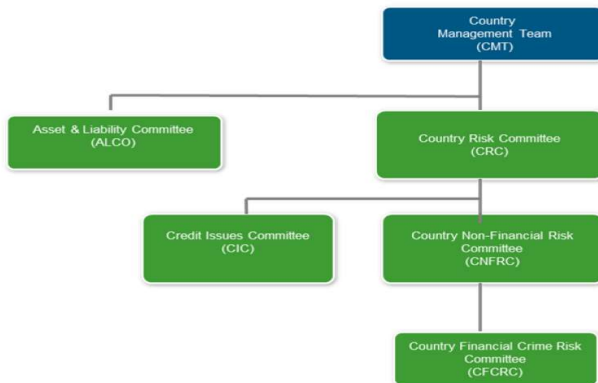 Country
Management Team
(CMT)
Asset & Liability Committee
(ALCO)
Country Risk Committee
(CRC)
Credit Issues Committee
(CIC)
Country Non-Financial Risk
Committee
(CNFRC)
Country Financial Crime Risk
Committee
(CFCRC)